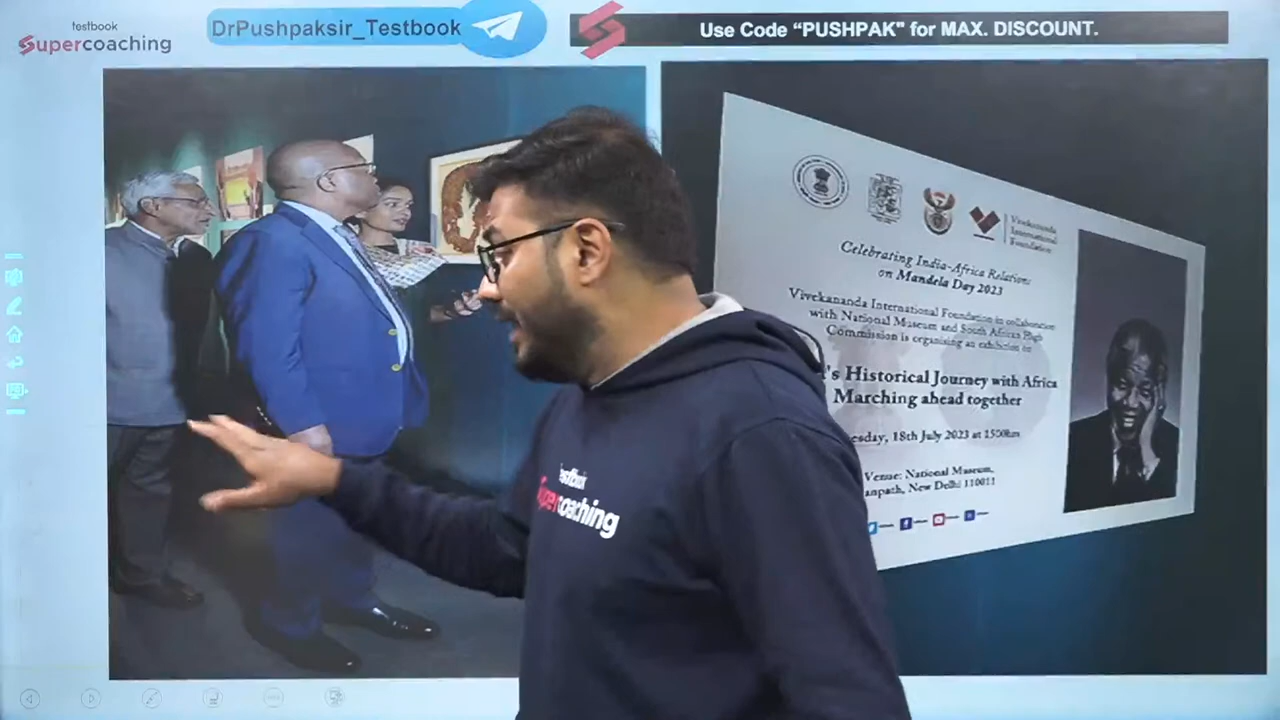 testbook
Supercoaching
DrPushpaksir_Testbook
Use Code “PUSHPAK" for MAX. DISCOUNT.
Vivekananda
International
Foundation
Celebrating India-Africa Relations
on Mandela Day 2023
Vivekananda International Foundation in collaboration
with National Museum and South African High
Commission is organising an exhibition on
's Historical Journey with Africa
Marching ahead together
esday, 18th July 2023 at 1500hrs
Venue: National Museum,
anpath, New Delhi 110011
testbook
Supercoaching